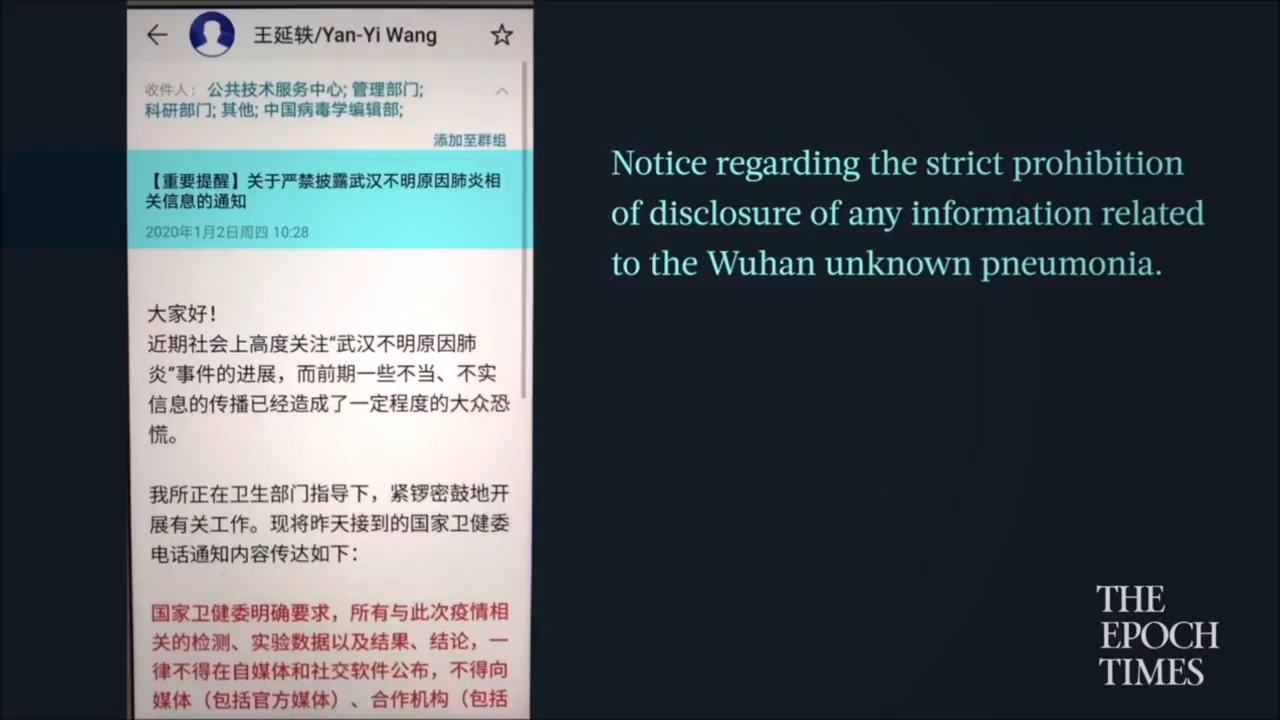 王延轶/Yan-Yi Wang
收件人： 公共技术服务中心; 管理部门;
科研部门; 其他; 中国病毒学编辑部;
添加至群组
【重要提醒】关于严禁披露武汉不明原因肺炎相
关信息的通知
2020年1月2日周四 10:28
大家好！
近期社会上高度关注“武汉不明原因肺
炎”事件的进展，而前期一些不当、不实
信息的传播已经造成了一定程度的大众恐
慌。
我所正在卫生部门指导下，紧锣密鼓地开
展有关工作。现将昨天接到的国家卫健委
电话通知内容传达如下：
国家卫健委明确要求，所有与此次疫情相
关的检测、实验数据以及结果、结论，一
律不得在自媒体和社交软件公布，不得向
媒体（包括官方媒体）、合作机构（包括
Notice regarding the strict prohibition
of disclosure of any information related
to the Wuhan unknown pneumonia.
THE
EPOCH
TIMES